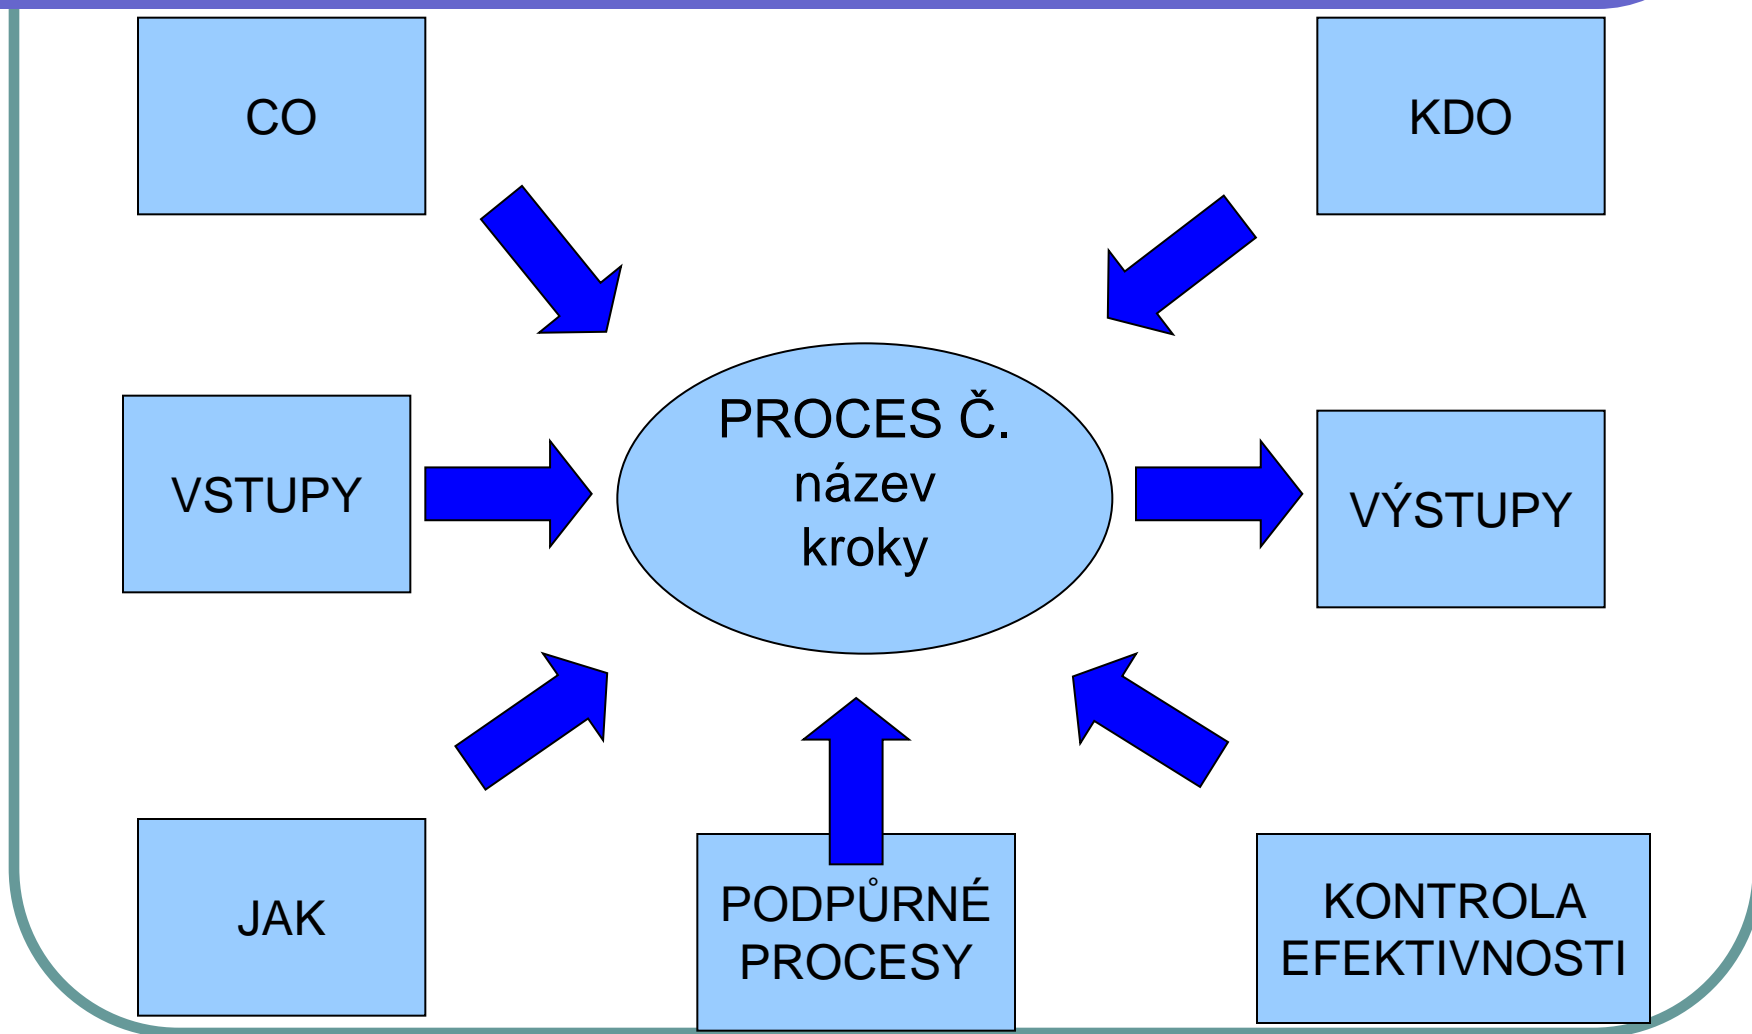 CO
KDO
VSTUPY
PROCES Č.
název
kroky
VÝSTUPY
JAK
PODPŮRNÉ
PROCESY
KONTROLA
EFEKTIVNOSTI